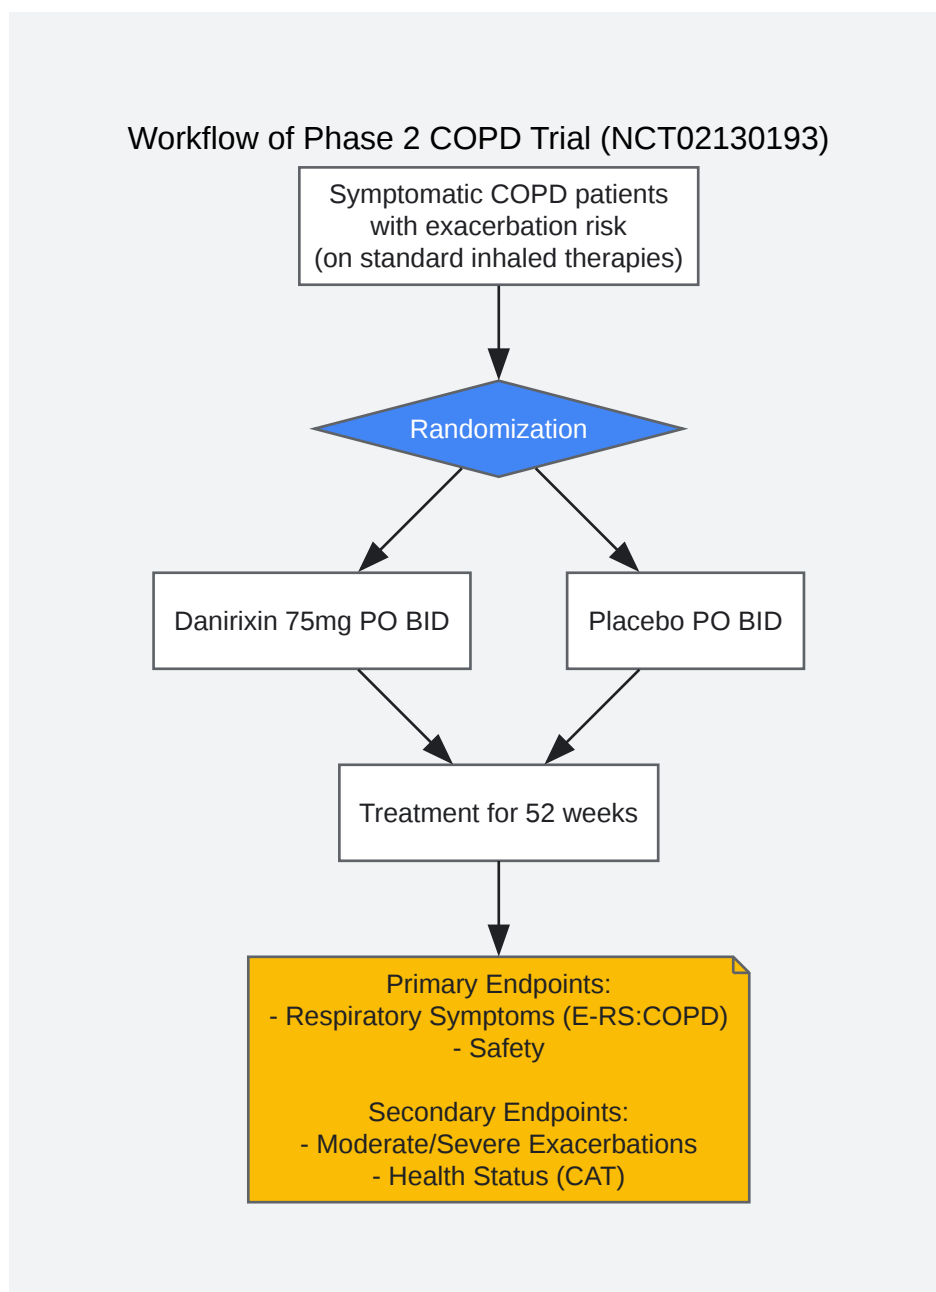 Workflow of Phase 2 COPD Trial (NCT02130193)
Symptomatic COPD patients
with exacerbation risk
(on standard inhaled therapies)
Randomization
Danirixin 75mg PO BID
Placebo PO BID
Treatment for 52 weeks
Primary Endpoints:
- Respiratory Symptoms (E-RS:COPD)
- Safety
Secondary Endpoints:
- Moderate/Severe Exacerbations
- Health Status (CAT)